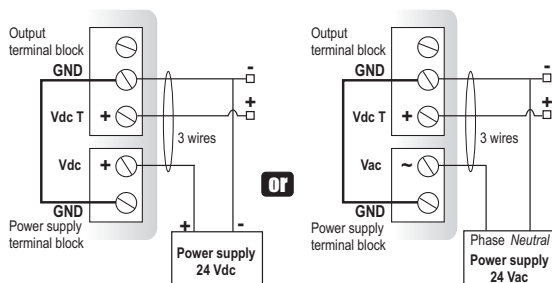 Output
terminal block
GND
-
+
Vdc T
+
3 wires
Vdc
+
GND
Power supply
terminal block
+ -
Power supply
24 Vdc
or
Output
terminal block
GND
-
+
Vdc T
+
3 wires
Vac
~
GND
Power supply
terminal block
Phase Neutral
Power supply
24 Vac